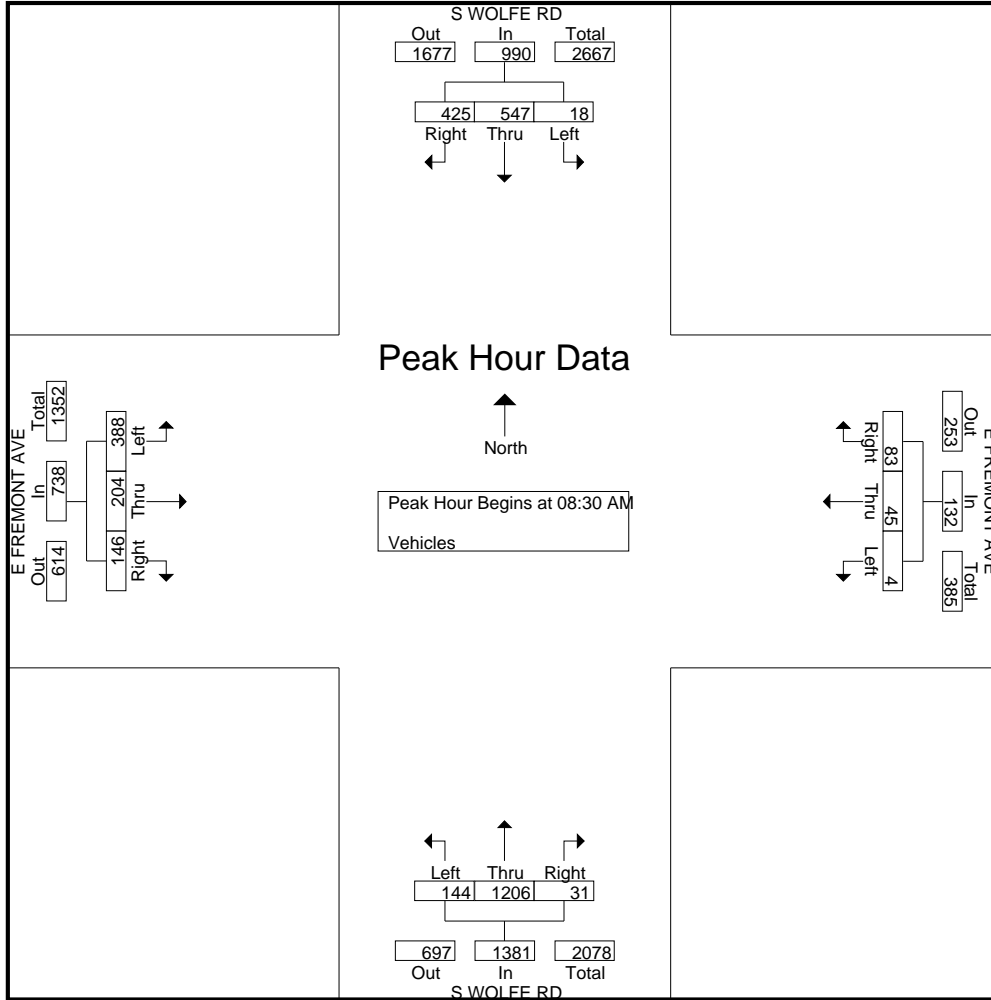 S WOLFE RD
Out In Total
1677 990 2667
425 547 18
Right Thru Left
Peak Hour Data
North
Peak Hour Begins at 08:30 AM
Vehicles
E FREMONT AVE
Total In Out
1352 738 614
388 204 146
Left Thru Right
E FREMONT AVE
Out In Total
253 132 385
83 45 4
Right Thru Left
Left Thru Right
144 1206 31
697 1381 2078
Out In Total
S WOLFE RD